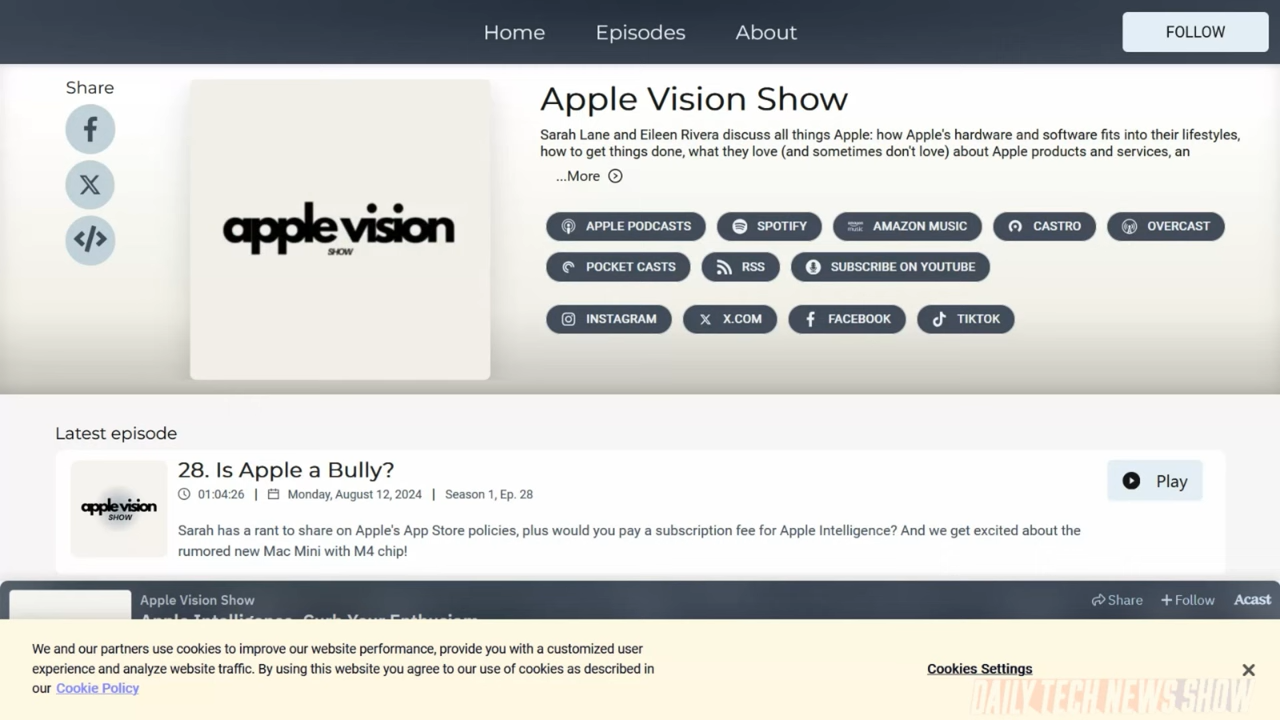 Home
Episodes
About
FOLLOW
Share
apple vision
SHOW
Apple Vision Show
Sarah Lane and Eileen Rivera discuss all things Apple: how Apple's hardware and software fits into their lifestyles,
how to get things done, what they love (and sometimes don't love) about Apple products and services, an
...More
APPLE PODCASTS
SPOTIFY
amazon music
AMAZON MUSIC
CASTRO
OVERCAST
POCKET CASTS
RSS
SUBSCRIBE ON YOUTUBE
INSTAGRAM
X.COM
FACEBOOK
TIKTOK
Latest episode
apple vision
SHOW
28. Is Apple a Bully?
01:04:26 | Monday, August 12, 2024 | Season 1, Ep. 28
Sarah has a rant to share on Apple's App Store policies, plus would you pay a subscription fee for Apple Intelligence? And we get excited about the
rumored new Mac Mini with M4 chip!
Play
Apple Vision Show
Apple Intelligence, Curb Your Enthusiasm
Share
+ Follow
Acast
We and our partners use cookies to improve our website performance, provide you with a customized user
experience and analyze website traffic. By using this website you agree to our use of cookies as described in
our Cookie Policy
Cookies Settings
DAILY TECH NEWS SHOW